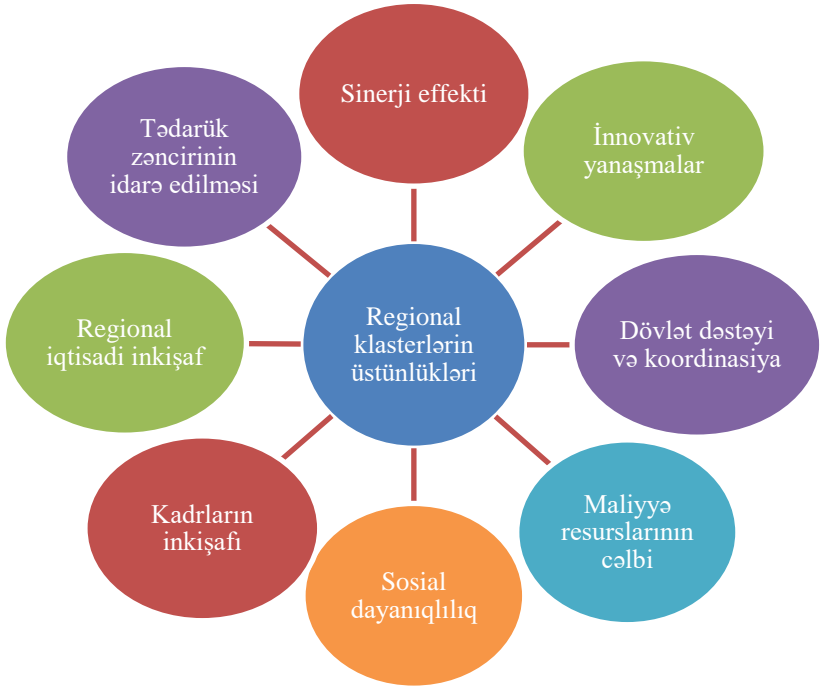 Sinerji effekti
İnnovativ
yanaşmalar
Dövlət dəstəyi
və koordinasiya
Maliyyə
resurslarının
cəlbi
Sosial
dayanıqlılıq
Kadrların
inkişafı
Regional
iqtisadi inkişaf
Tədarük
zəncirinin
idarə edilməsi
Regional
klasterlərin
üstünlükləri